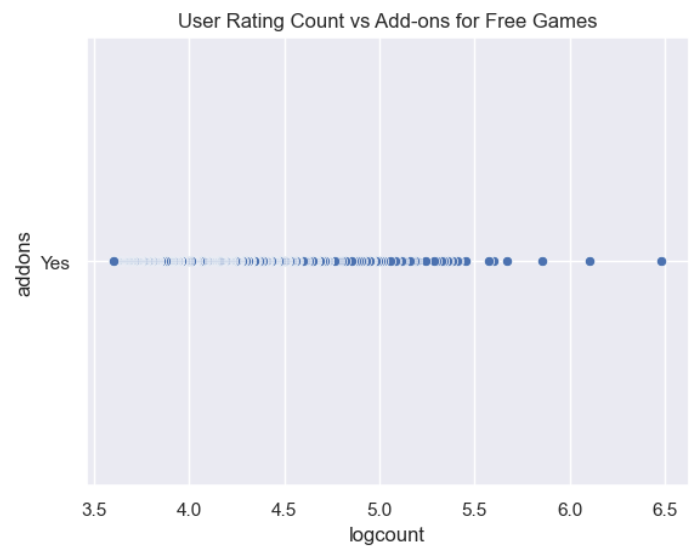 User Rating Count vs Add-ons for Free Games
addons
Yes
3.5 4.0 4.5 5.0 5.5 6.0 6.5
logcount